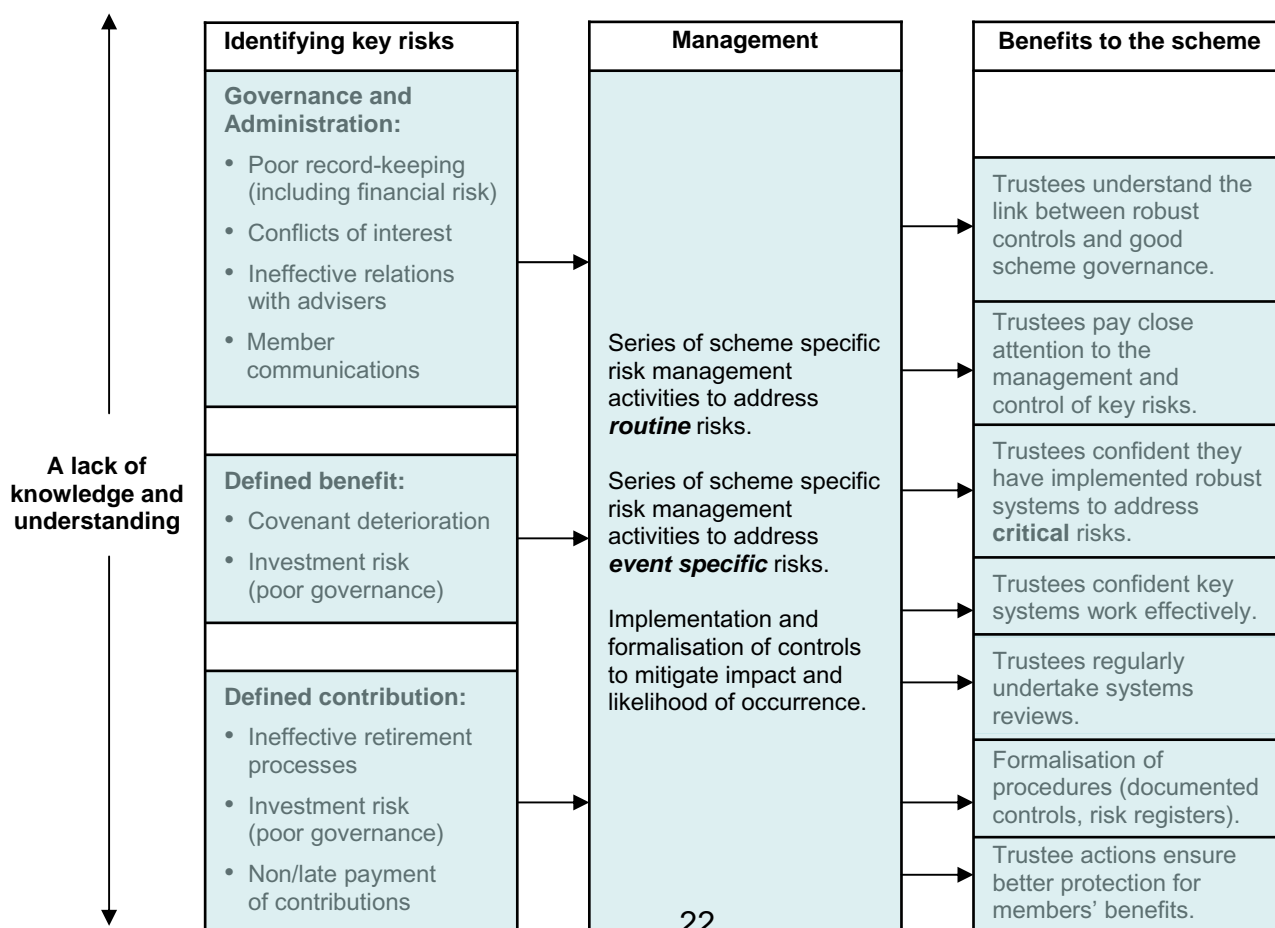 A lack of
knowledge and
understanding
Identifying key risks
Governance and
Administration:
• Poor record-keeping
(including financial risk)
• Conflicts of interest
• Ineffective relations
with advisers
• Member
communications
Defined benefit:
• Covenant deterioration
• Investment risk
(poor governance)
Defined contribution:
• Ineffective retirement
processes
• Investment risk
(poor governance)
• Non/late payment
of contributions
Management
Series of scheme specific
risk management
activities to address
routine risks.
Series of scheme specific
risk management
activities to address
event specific risks.
Implementation and
formalisation of controls
to mitigate impact and
likelihood of occurrence.
22
Benefits to the scheme
Trustees understand the
link between robust
controls and good
scheme governance.
Trustees pay close
attention to the
management and
control of key risks.
Trustees confident they
have implemented robust
systems to address
critical risks.
Trustees confident key
systems work effectively.
Trustees regularly
undertake systems
reviews.
Formalisation of
procedures (documented
controls, risk registers).
Trustee actions ensure
better protection for
members’ benefits.